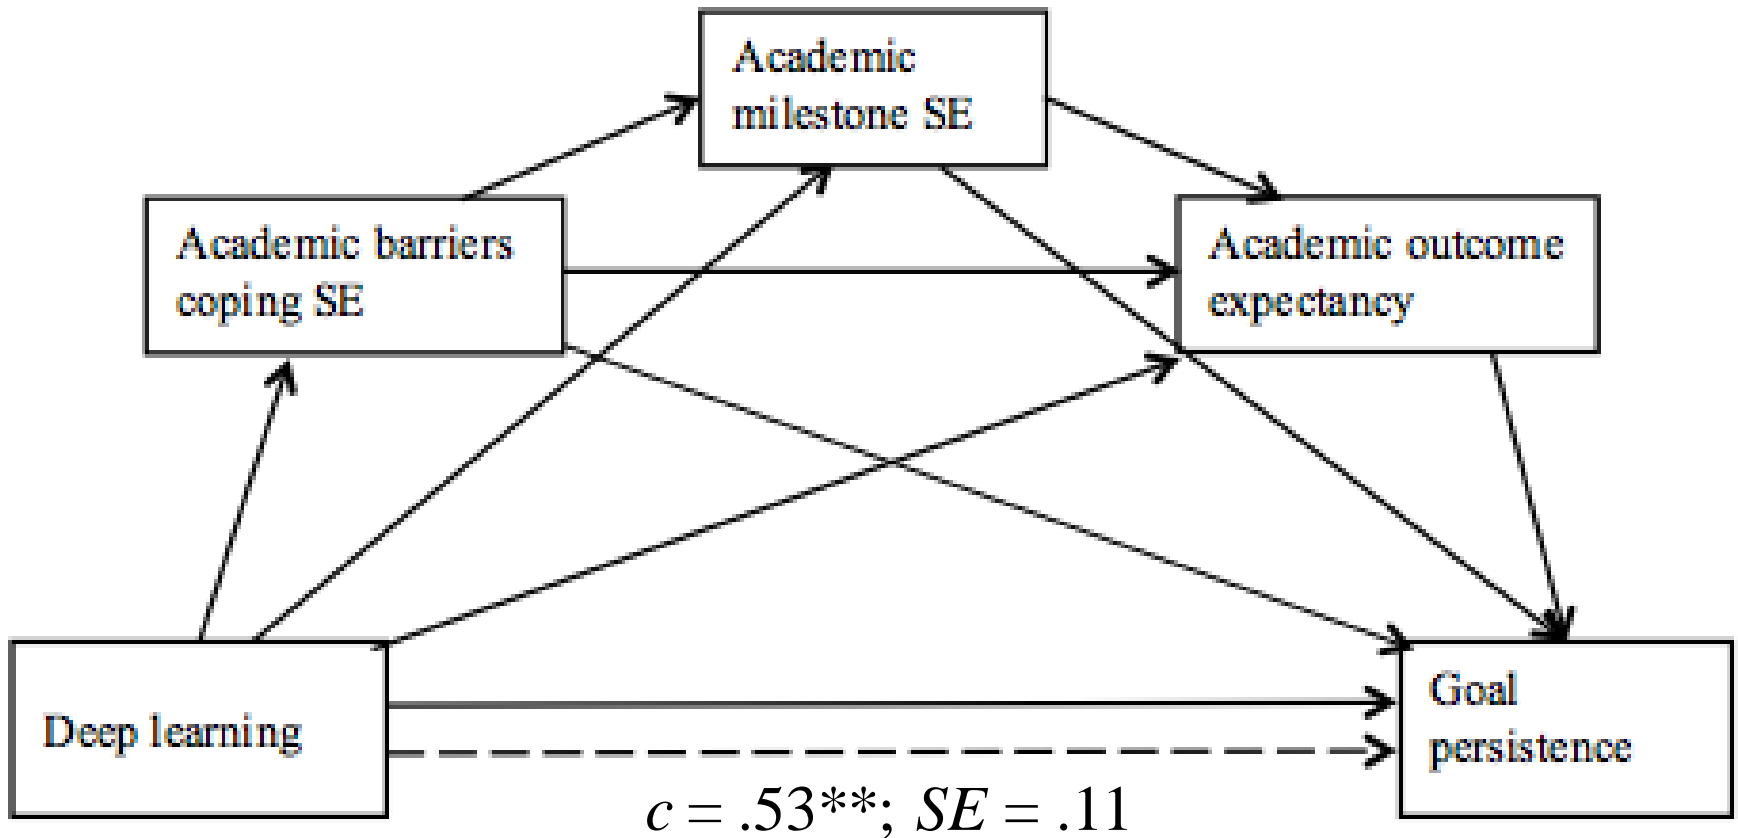 Academic
milestone SE
Academic barriers
coping SE
Academic outcome
expectancy
Deep learning
Goal
persistence
c = .53**; SE = .11